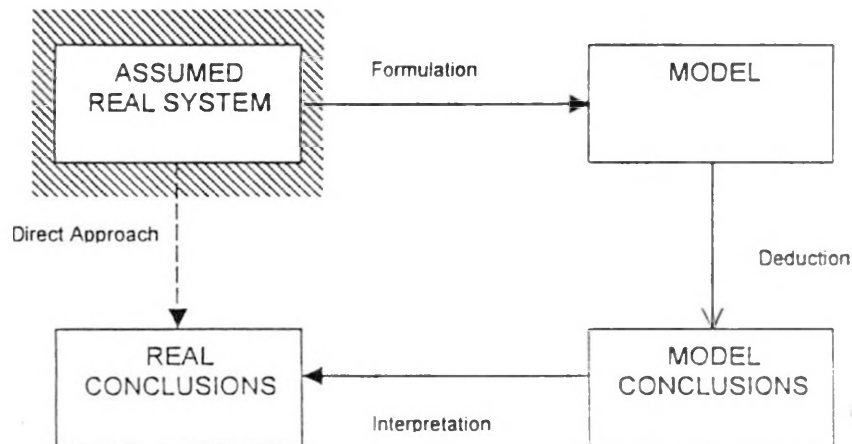 ASSUMED
REAL SYSTEM
Formulation
MODEL
Direct Approach
Deduction
REAL
CONCLUSIONS
MODEL
CONCLUSIONS
Interpretation